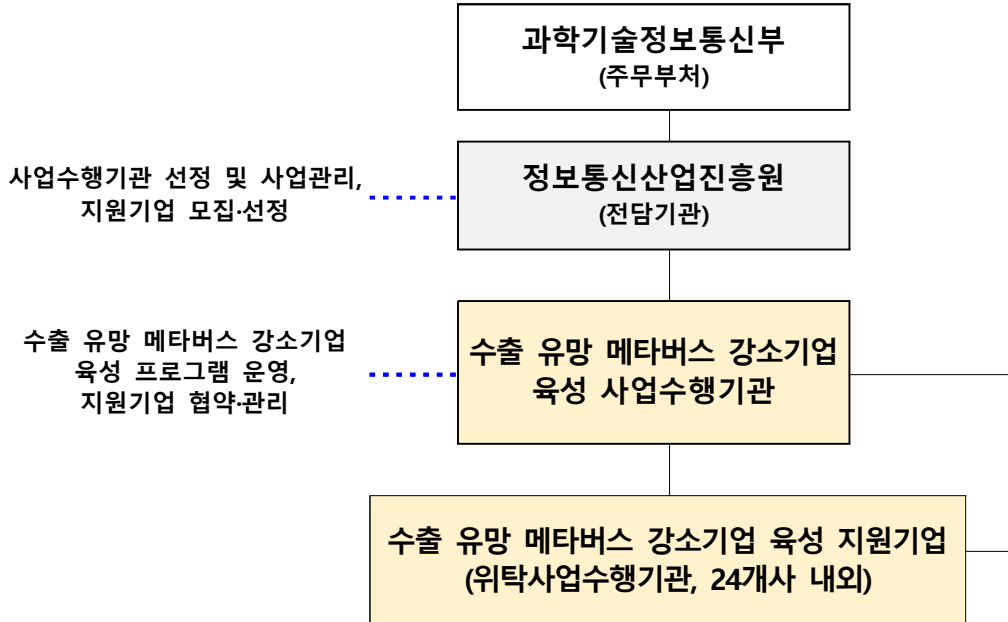 과학기술정보통신부
(주무부처)
사업수행기관 선정 및 사업관리,
지원기업 모집·선정
정보통신산업진흥원
(전담기관)
수출 유망 메타버스 강소기업
육성 프로그램 운영,
지원기업 협약·관리
수출 유망 메타버스 강소기업
육성 사업수행기관
수출 유망 메타버스 강소기업 육성 지원기업
(위탁사업수행기관, 24개사 내외)